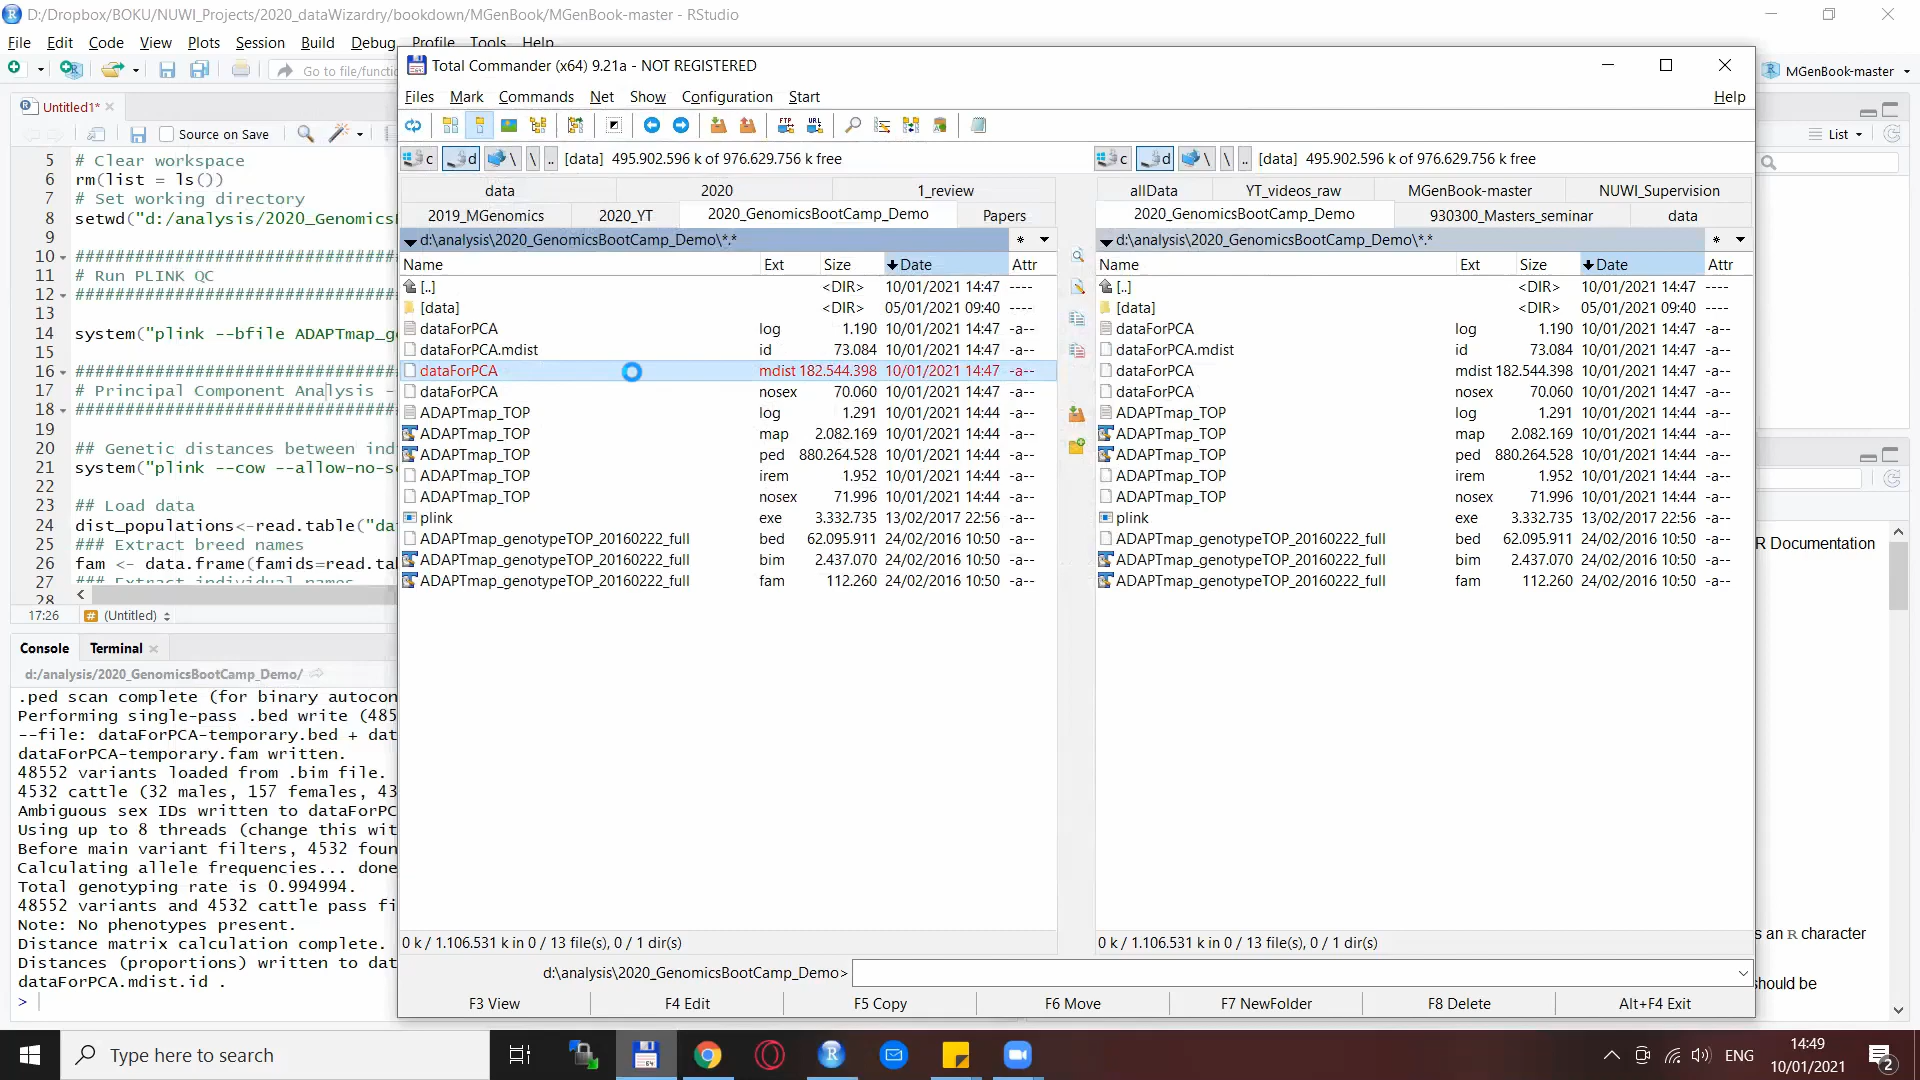 D:/Dropbox/BOKU/NUWI_Projects/2020_dataWizardry/bookdown/MGenBook/MGenBook-master - RStudio
File Edit Code View Plots Session Build Debug Profile Tools Help
Go to file/functio
MGenBook-master
Untitled1*
Source on Save
List
5 # Clear workspace
6 rm(list = ls())
7 # Set working directory
8 setwd("d:/analysis/2020_Genomics
9
10 ##############################
11 # Run PLINK QC
12 ##############################
13
14 system("plink --bfile ADAPTmap_g
15
16 ##############################
17 # Principal Component Analysis -
18 ##############################
19
20 ## Genetic distances between ind
21 system("plink --cow --allow-no-s
22
23 ## Load data
24 dist_populations<-read.table("da
25 ### Extract breed names
26 fam <- data.frame(famids=read.ta
27 ### Extract individual names
28
17:26 (Untitled)
Console Terminal
d:/analysis/2020_GenomicsBootCamp_Demo/
.ped scan complete (for binary autocon
Performing single-pass .bed write (485
--file: dataForPCA-temporary.bed + dat
dataForPCA-temporary.fam written.
48552 variants loaded from .bim file.
4532 cattle (32 males, 157 females, 43
Ambiguous sex IDs written to dataForPC
Using up to 8 threads (change this wit
Before main variant filters, 4532 foun
Calculating allele frequencies... done
Total genotyping rate is 0.994994.
48552 variants and 4532 cattle pass fi
Note: No phenotypes present.
Distance matrix calculation complete.
Distances (proportions) written to dat
dataForPCA.mdist.id .
>
Total Commander (x64) 9.21a - NOT REGISTERED
Files Mark Commands Net Show Configuration Start Help
FTP URL
c d \ \ .. [data] 495.902.596 k of 976.629.756 k free
data 2020 1_review
2019_MGenomics 2020_YT 2020_GenomicsBootCamp_Demo Papers
d:\analysis\2020_GenomicsBootCamp_Demo\*.* *
Name Ext Size Date Attr
[..] <DIR> 10/01/2021 14:47 ----
[data] <DIR> 05/01/2021 09:40 ----
dataForPCA log 1.190 10/01/2021 14:47 -a--
dataForPCA.mdist id 73.084 10/01/2021 14:47 -a--
dataForPCA mdist 182.544.398 10/01/2021 14:47 -a--
dataForPCA nosex 70.060 10/01/2021 14:47 -a--
ADAPTmap_TOP log 1.291 10/01/2021 14:44 -a--
ADAPTmap_TOP map 2.082.169 10/01/2021 14:44 -a--
ADAPTmap_TOP ped 880.264.528 10/01/2021 14:44 -a--
ADAPTmap_TOP irem 1.952 10/01/2021 14:44 -a--
ADAPTmap_TOP nosex 71.996 10/01/2021 14:44 -a--
plink exe 3.332.735 13/02/2017 22:56 -a--
ADAPTmap_genotypeTOP_20160222_full bed 62.095.911 24/02/2016 10:50 -a--
ADAPTmap_genotypeTOP_20160222_full bim 2.437.070 24/02/2016 10:50 -a--
ADAPTmap_genotypeTOP_20160222_full fam 112.260 24/02/2016 10:50 -a--
0 k / 1.106.531 k in 0 / 13 file(s), 0 / 1 dir(s)
c d \ \ .. [data] 495.902.596 k of 976.629.756 k free
allData YT_videos_raw MGenBook-master NUWI_Supervision
2020_GenomicsBootCamp_Demo 930300_Masters_seminar data
d:\analysis\2020_GenomicsBootCamp_Demo\*.* *
Name Ext Size Date Attr
[..] <DIR> 10/01/2021 14:47 ----
[data] <DIR> 05/01/2021 09:40 ----
dataForPCA log 1.190 10/01/2021 14:47 -a--
dataForPCA.mdist id 73.084 10/01/2021 14:47 -a--
dataForPCA mdist 182.544.398 10/01/2021 14:47 -a--
dataForPCA nosex 70.060 10/01/2021 14:47 -a--
ADAPTmap_TOP log 1.291 10/01/2021 14:44 -a--
ADAPTmap_TOP map 2.082.169 10/01/2021 14:44 -a--
ADAPTmap_TOP ped 880.264.528 10/01/2021 14:44 -a--
ADAPTmap_TOP irem 1.952 10/01/2021 14:44 -a--
ADAPTmap_TOP nosex 71.996 10/01/2021 14:44 -a--
plink exe 3.332.735 13/02/2017 22:56 -a--
ADAPTmap_genotypeTOP_20160222_full bed 62.095.911 24/02/2016 10:50 -a--
ADAPTmap_genotypeTOP_20160222_full bim 2.437.070 24/02/2016 10:50 -a--
ADAPTmap_genotypeTOP_20160222_full fam 112.260 24/02/2016 10:50 -a--
0 k / 1.106.531 k in 0 / 13 file(s), 0 / 1 dir(s)
d:\analysis\2020_GenomicsBootCamp_Demo>
F3 View F4 Edit F5 Copy F6 Move F7 NewFolder F8 Delete Alt+F4 Exit
R Documentation
s an R character
hould be
Type here to search
ENG
14:49
10/01/2021
2